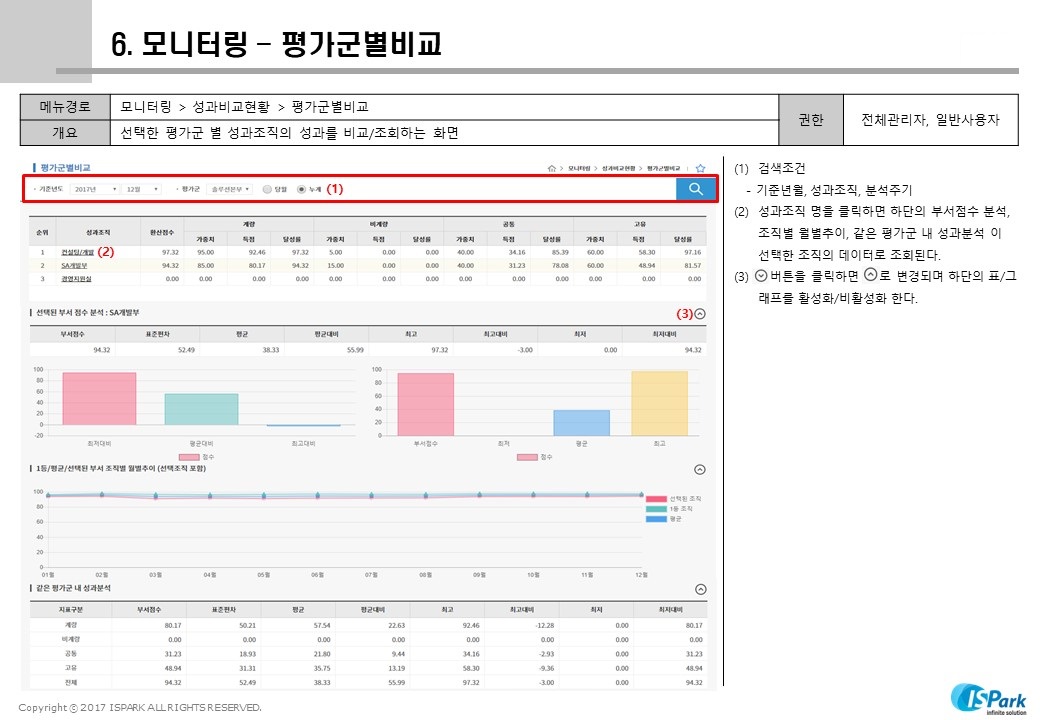 6. 모니터링 – 평가군별비교
메뉴경로 모니터링 > 성과비교현황 > 평가군별비교 권한 전체관리자, 일반사용자
개요 선택한 평가군 별 성과조직의 성과를 비교/조회하는 화면
평가군별비교 > 모니터링 > 성과비교현황 > 평가군별비교
기준년도 2017년 12월 평가군 솔루션본부 당월 누계 (1)
순위 성과조직 환산점수 계량 비계량 공통 고유
가중치 득점 달성률 가중치 득점 달성률 가중치 득점 달성률 가중치 득점 달성률
1 컨설팅/개발 (2) 97.32 95.00 92.46 97.32 5.00 0.00 0.00 40.00 34.16 85.39 60.00 58.30 97.16
2 SA개발부 94.32 85.00 80.17 94.32 15.00 0.00 0.00 40.00 31.23 78.08 60.00 48.94 81.57
3 경영지원실 0.00 0.00 0.00 0.00 0.00 0.00 0.00 0.00 0.00 0.00 0.00 0.00 0.00
선택된 부서 점수 분석 : SA개발부 (3)
부서점수 표준편차 평균 평균대비 최고 최고대비 최저 최저대비
94.32 52.49 38.33 55.99 97.32 -3.00 0.00 94.32
100
80
60
40
20
0
-20
최저대비 평균대비 최고대비
점수
100
80
60
40
20
0
부서점수 최저 평균 최고
점수
1등/평균/선택된 부서 조직별 월별추이 (선택조직 포함)
100
80
60
40
20
0
01월 02월 03월 04월 05월 06월 07월 08월 09월 10월 11월 12월
선택된 조직
1등 조직
평균
같은 평가군 내 성과분석
지표구분 부서점수 표준편차 평균 평균대비 최고 최고대비 최저 최저대비
계량 80.17 50.21 57.54 22.63 92.46 -12.28 0.00 80.17
비계량 0.00 0.00 0.00 0.00 0.00 0.00 0.00 0.00
공통 31.23 18.93 21.80 9.44 34.16 -2.93 0.00 31.23
고유 48.94 31.31 35.75 13.19 58.30 -9.36 0.00 48.94
전체 94.32 52.49 38.33 55.99 97.32 -3.00 0.00 94.32
(1) 검색조건
- 기준년월, 성과조직, 분석주기
(2) 성과조직 명을 클릭하면 하단의 부서점수 분석,
조직별 월별추이, 같은 평가군 내 성과분석 이
선택한 조직의 데이터로 조회된다.
(3) 버튼을 클릭하면 로 변경되며 하단의 표/그
래프를 활성화/비활성화 한다.
Copyright ⓒ 2017 ISPARK ALL RIGHTS RESERVED.
ISPark
infinite solution